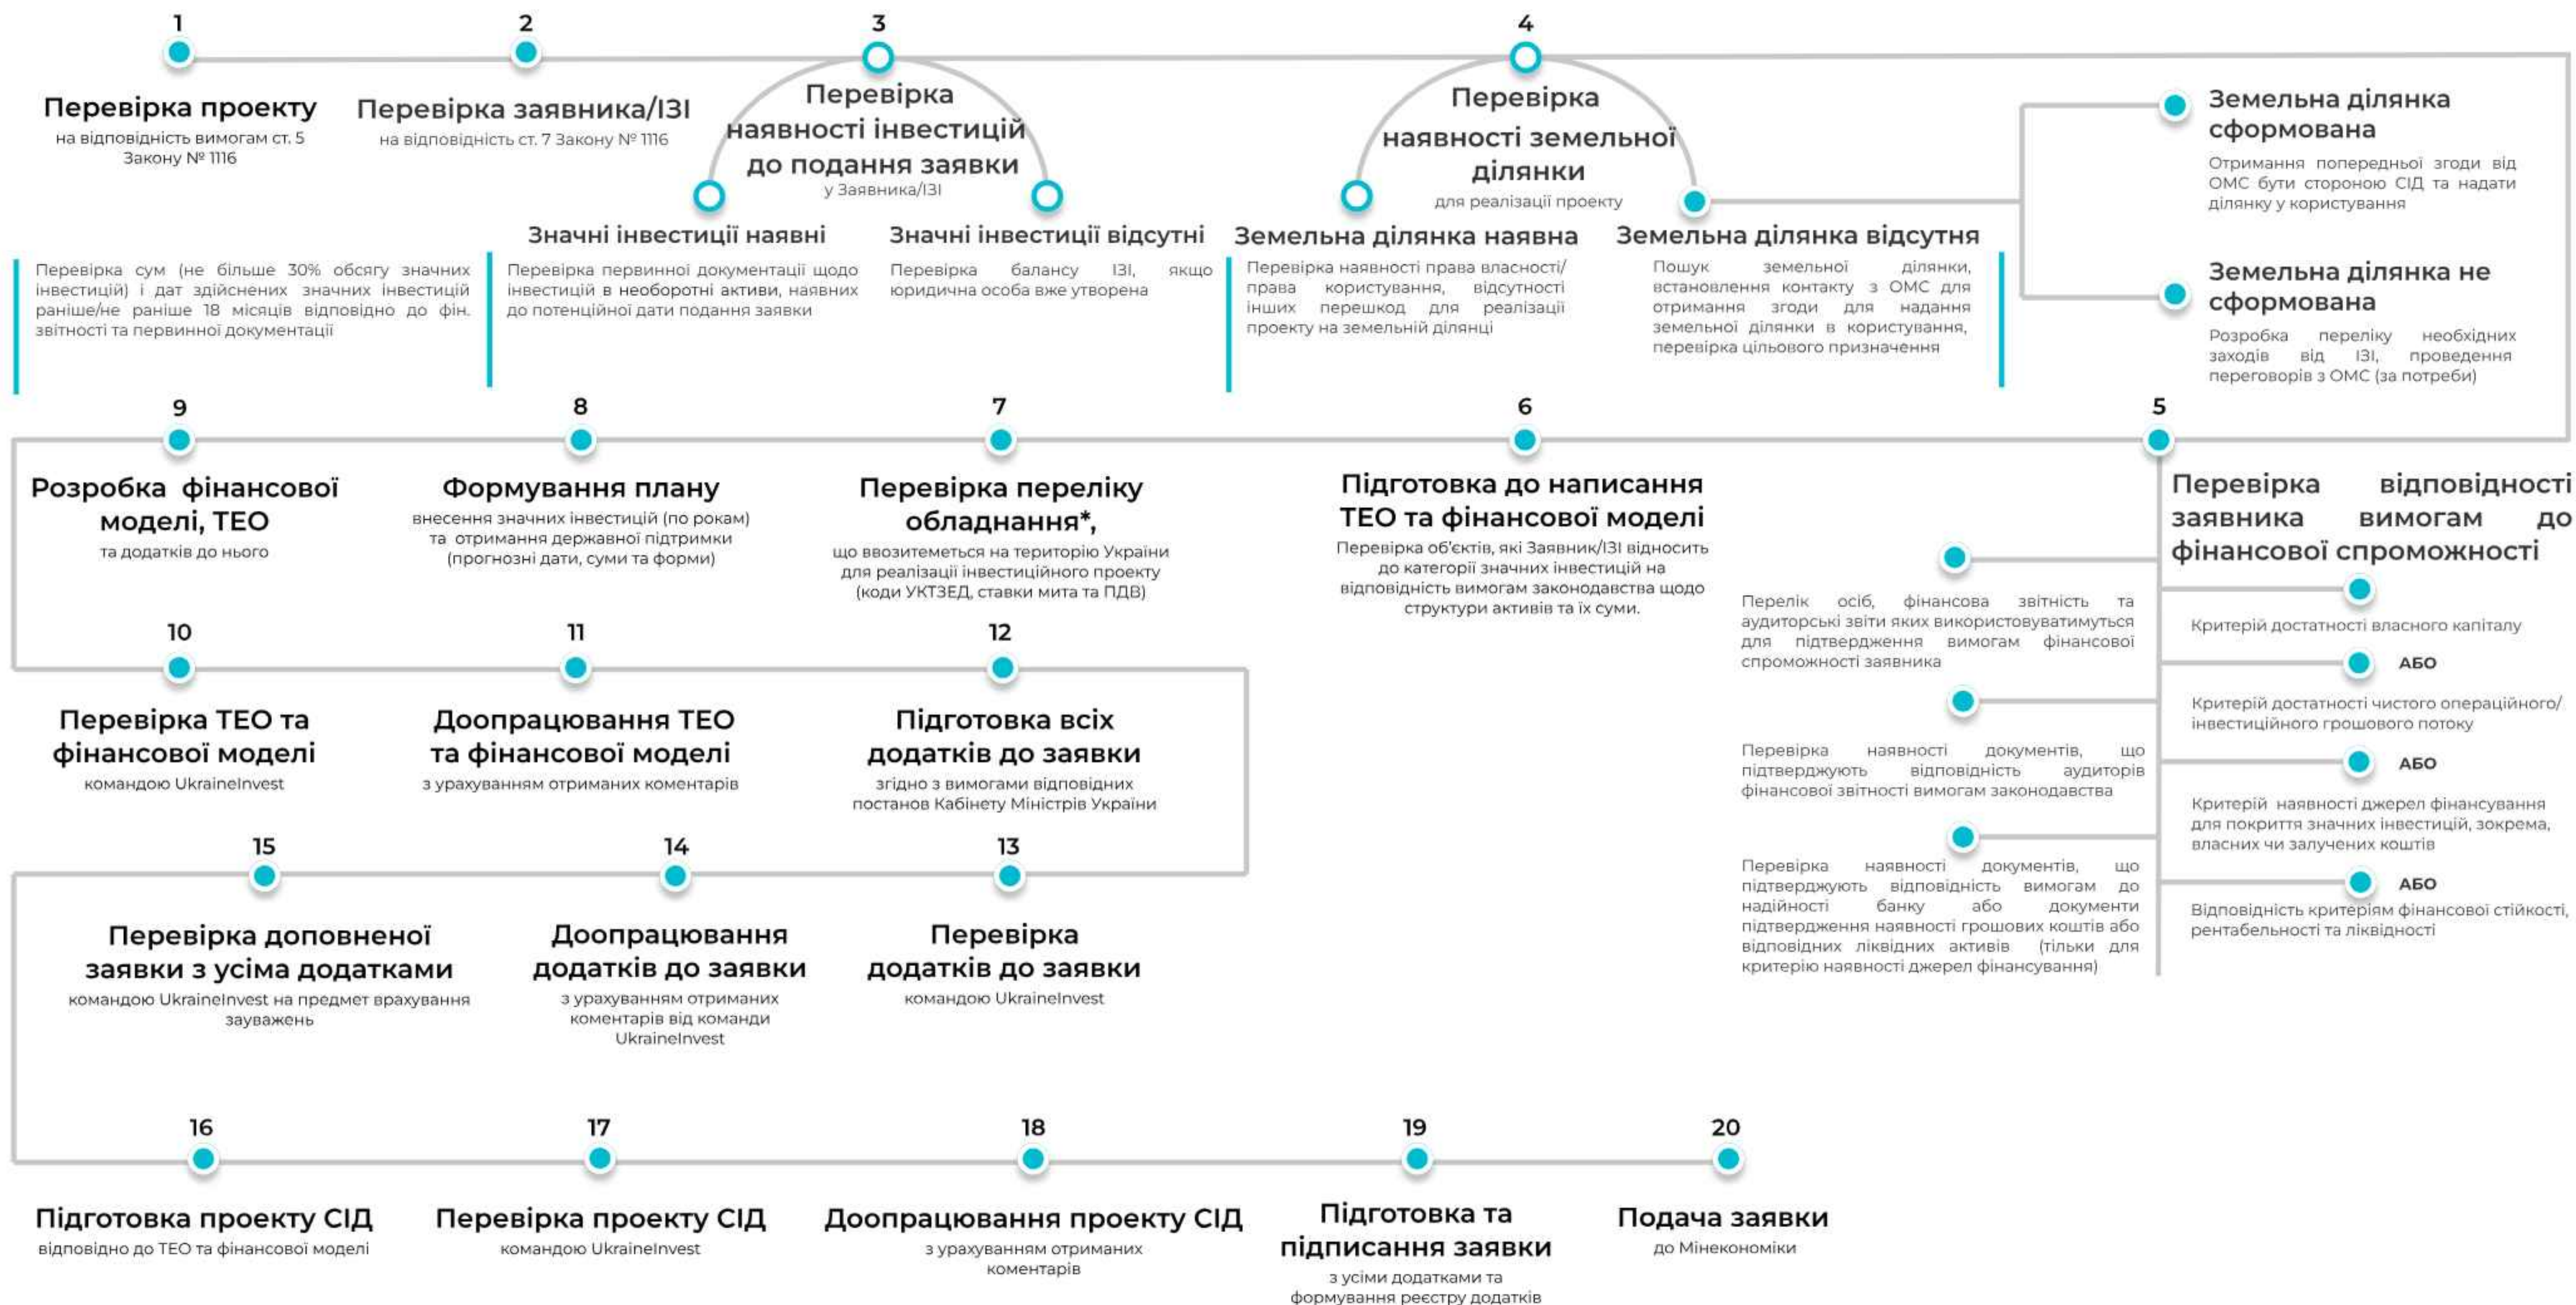 1
Перевірка проекту
на відповідність вимогам ст. 5
Закону № 1116
2
Перевірка заявника/ІЗІ
на відповідність ст. 7 Закону № 1116
3
Перевірка
наявності інвестицій
до подання заявки
у Заявника/ІЗІ
4
Перевірка
наявності земельної
ділянки
для реалізації проекту
Земельна ділянка
сформована
Отримання попередньої згоди від
ОМС бути стороною СІД та надати
ділянку у користування
Перевірка сум (не більше 30% обсягу значних
інвестицій) і дат здійснених значних інвестицій
раніше/не раніше 18 місяців відповідно до фін.
звітності та первинної документації
Значні інвестиції наявні
Перевірка первинної документації щодо
інвестицій в необоротні активи, наявних
до потенційної дати подання заявки
Значні інвестиції відсутні
Перевірка балансу ІЗІ, якщо
юридична особа вже утворена
Земельна ділянка наявна
Перевірка наявності права власності/
права користування, відсутності
інших перешкод для реалізації
проекту на земельній ділянці
Земельна ділянка відсутня
Пошук земельної ділянки,
встановлення контакту з ОМС для
отримання згоди для надання
земельної ділянки в користування,
перевірка цільового призначення
Земельна ділянка не
сформована
Розробка переліку необхідних
заходів від ІЗІ, проведення
переговорів з ОМС (за потреби)
9
Розробка фінансової
моделі, ТЕО
та додатків до нього
8
Формування плану
внесення значних інвестицій (по рокам)
та отримання державної підтримки
(прогнозні дати, суми та форми)
7
Перевірка переліку
обладнання*,
що ввозитеметься на територію України
для реалізації інвестиційного проекту
(коди УКТЗЕД, ставки мита та ПДВ)
6
Підготовка до написання
ТЕО та фінансової моделі
Перевірка об'єктів, які Заявник/ІЗІ відносить
до категорії значних інвестицій на
відповідність вимогам законодавства щодо
структури активів та їх суми.
5
Перевірка відповідності
заявника вимогам до
фінансової спроможності
Перелік осіб, фінансова звітність та
аудиторські звіти яких використовуватимуться
для підтвердження вимогам фінансової
спроможності заявника
Перевірка наявності документів, що
підтверджують відповідність аудиторів
фінансової звітності вимогам законодавства
Перевірка наявності документів, що
підтверджують відповідність вимогам до
надійності банку або документи
підтвердження наявності грошових коштів або
відповідних ліквідних активів (тільки для
критерію наявності джерел фінансування)
Критерій достатності власного капіталу
АБО
Критерій достатності чистого операційного/
інвестиційного грошового потоку
АБО
Критерій наявності джерел фінансування
для покриття значних інвестицій, зокрема,
власних чи залучених коштів
АБО
Відповідність критеріям фінансової стійкості,
рентабельності та ліквідності
10
Перевірка ТЕО та
фінансової моделі
командою UkraineInvest
11
Доопрацювання ТЕО
та фінансової моделі
з урахуванням отриманих коментарів
12
Підготовка всіх
додатків до заявки
згідно з вимогами відповідних
постанов Кабінету Міністрів України
15
Перевірка доповненої
заявки з усіма додатками
командою UkraineInvest на предмет врахування
зауважень
14
Доопрацювання
додатків до заявки
з урахуванням отриманих
коментарів від команди
UkraineInvest
13
Перевірка
додатків до заявки
командою UkraineInvest
16
Підготовка проекту СІД
відповідно до ТЕО та фінансової моделі
17
Перевірка проекту СІД
командою UkraineInvest
18
Доопрацювання проекту СІД
з урахуванням отриманих
коментарів
19
Підготовка та
підписання заявки
з усіми додатками та
формування реєстру додатків
20
Подача заявки
до Мінекономіки